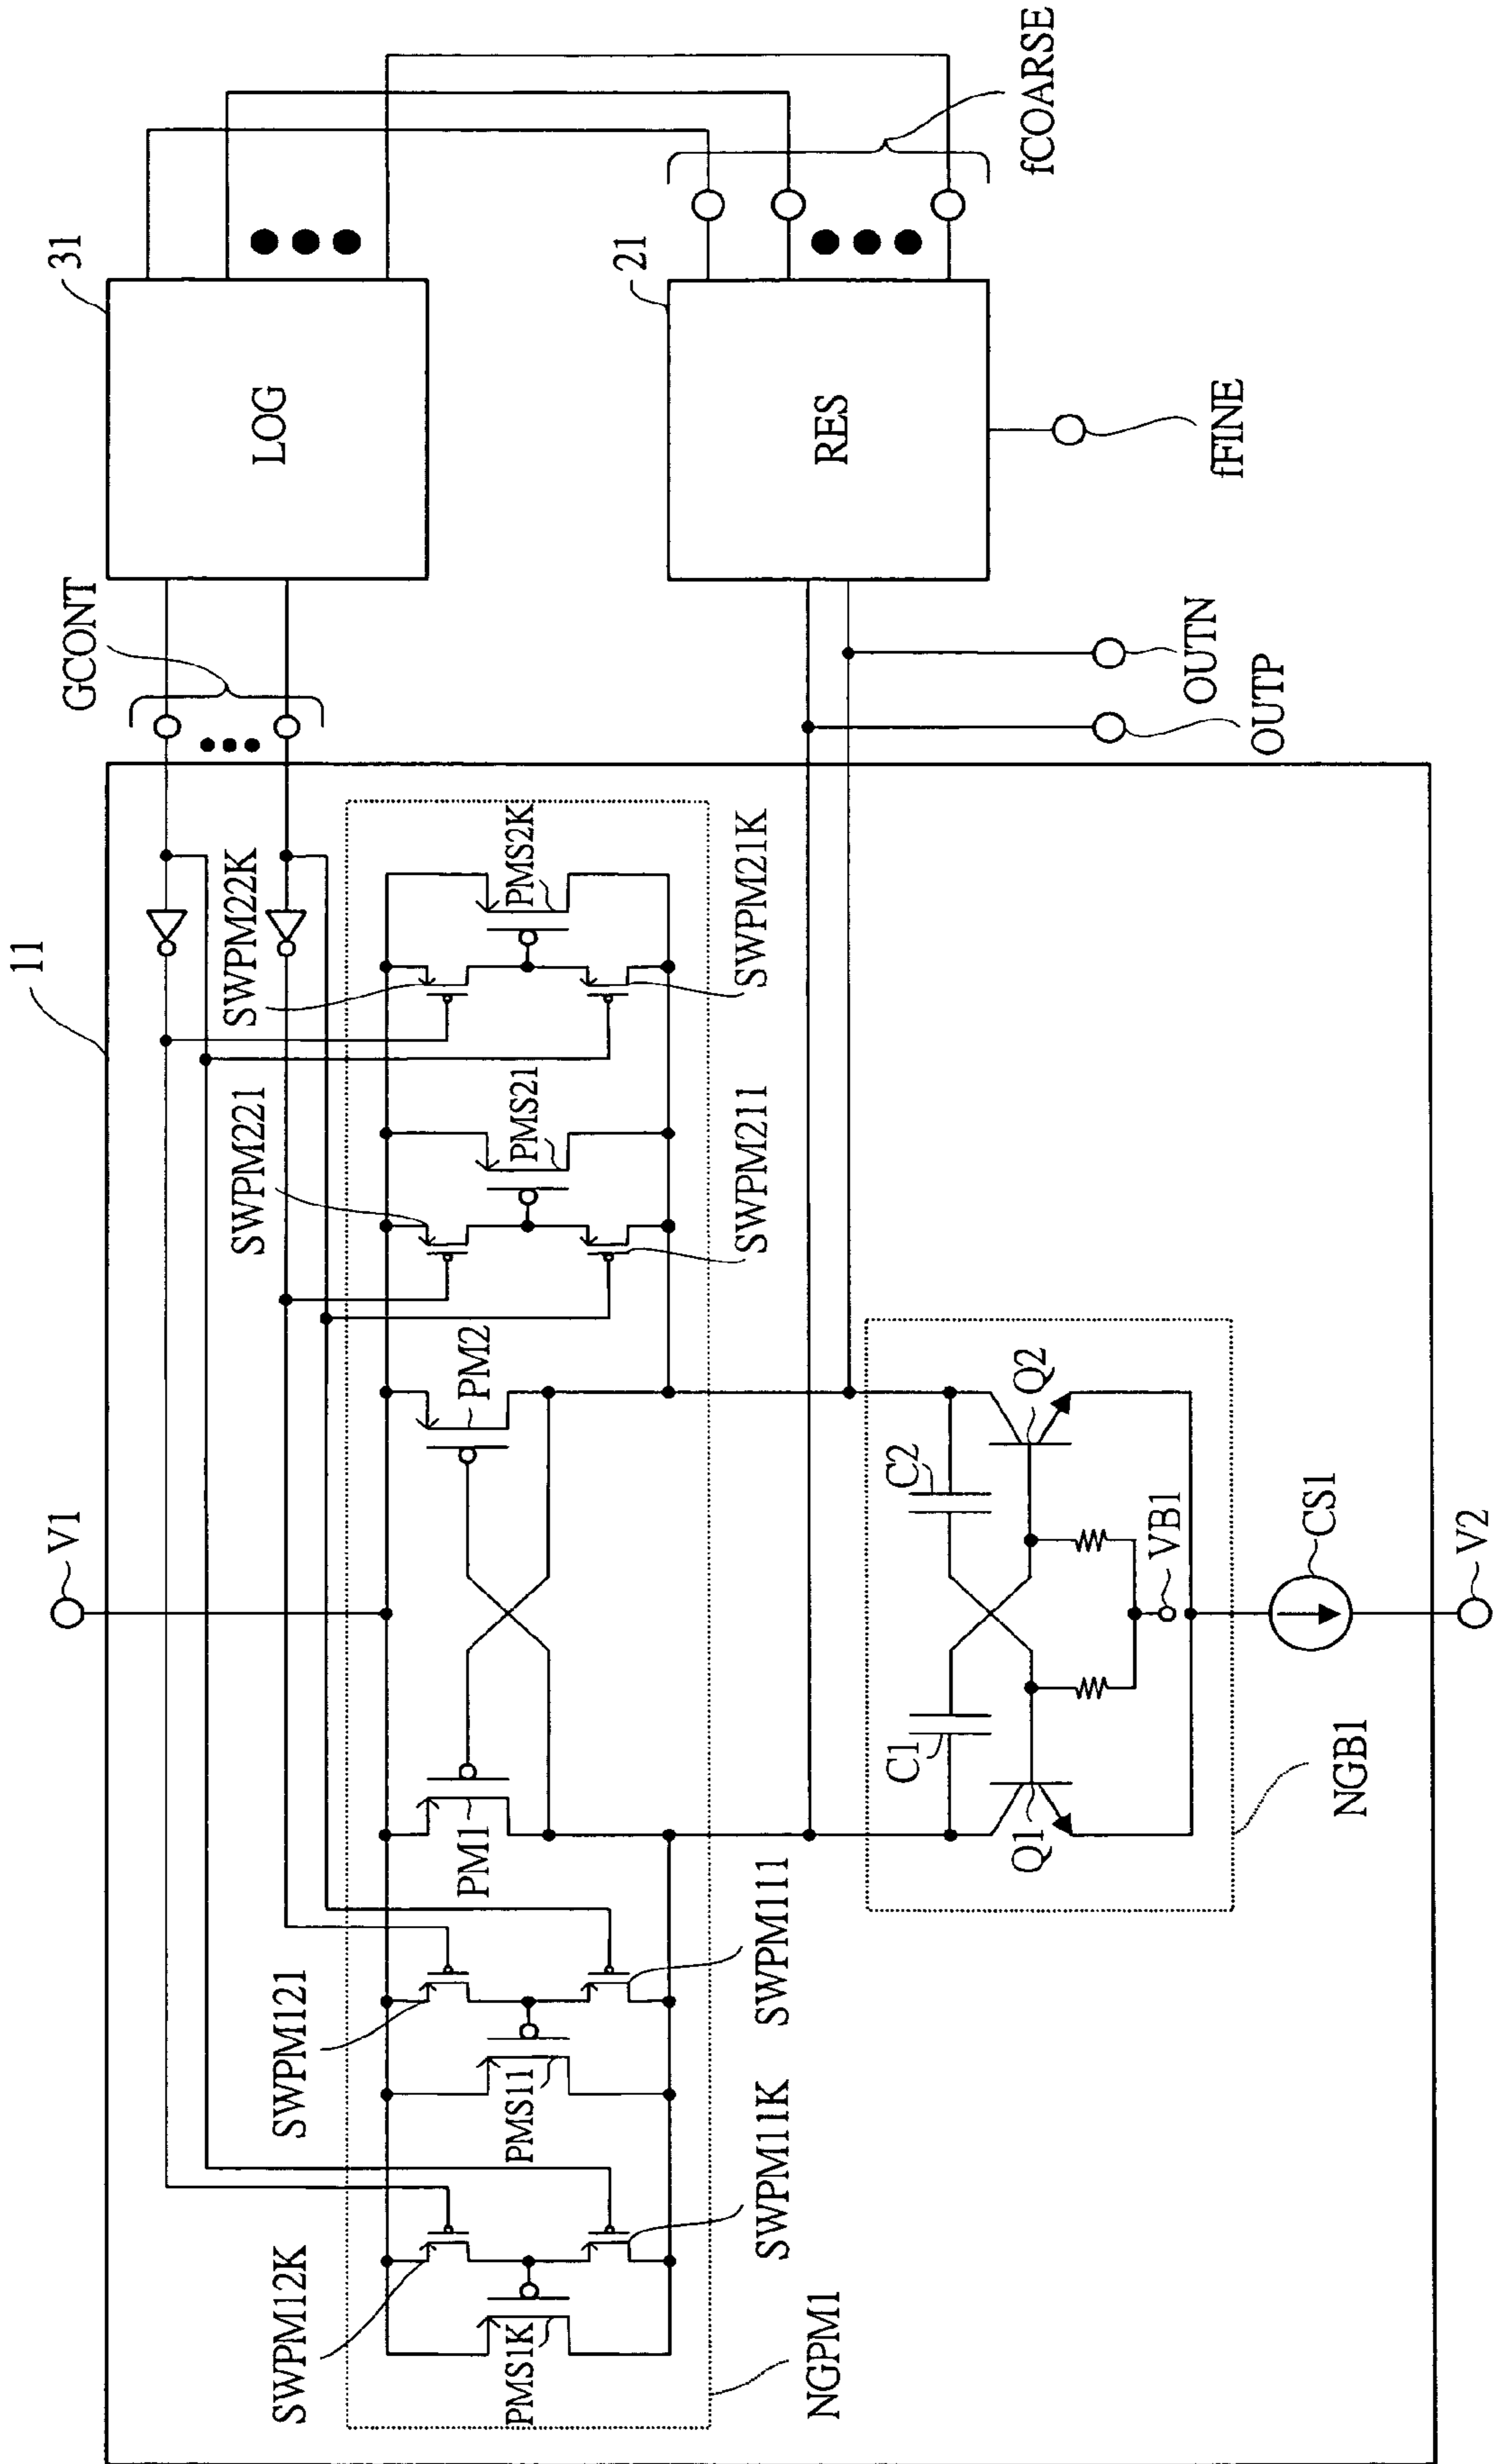 V1
11
GCONT
31
LOG
SWPM12K
SWPM121
SWPM221
SWPM22K
PMS1K
PMS11
PM1
PM2
PMS21
PMS2K
SWPM11K
SWPM111
SWPM211
SWPM21K
NGPM1
21
RES
fCOARSE
fFINE
OUTP
OUTN
C1
C2
Q1
Q2
VB1
NGB1
CS1
V2